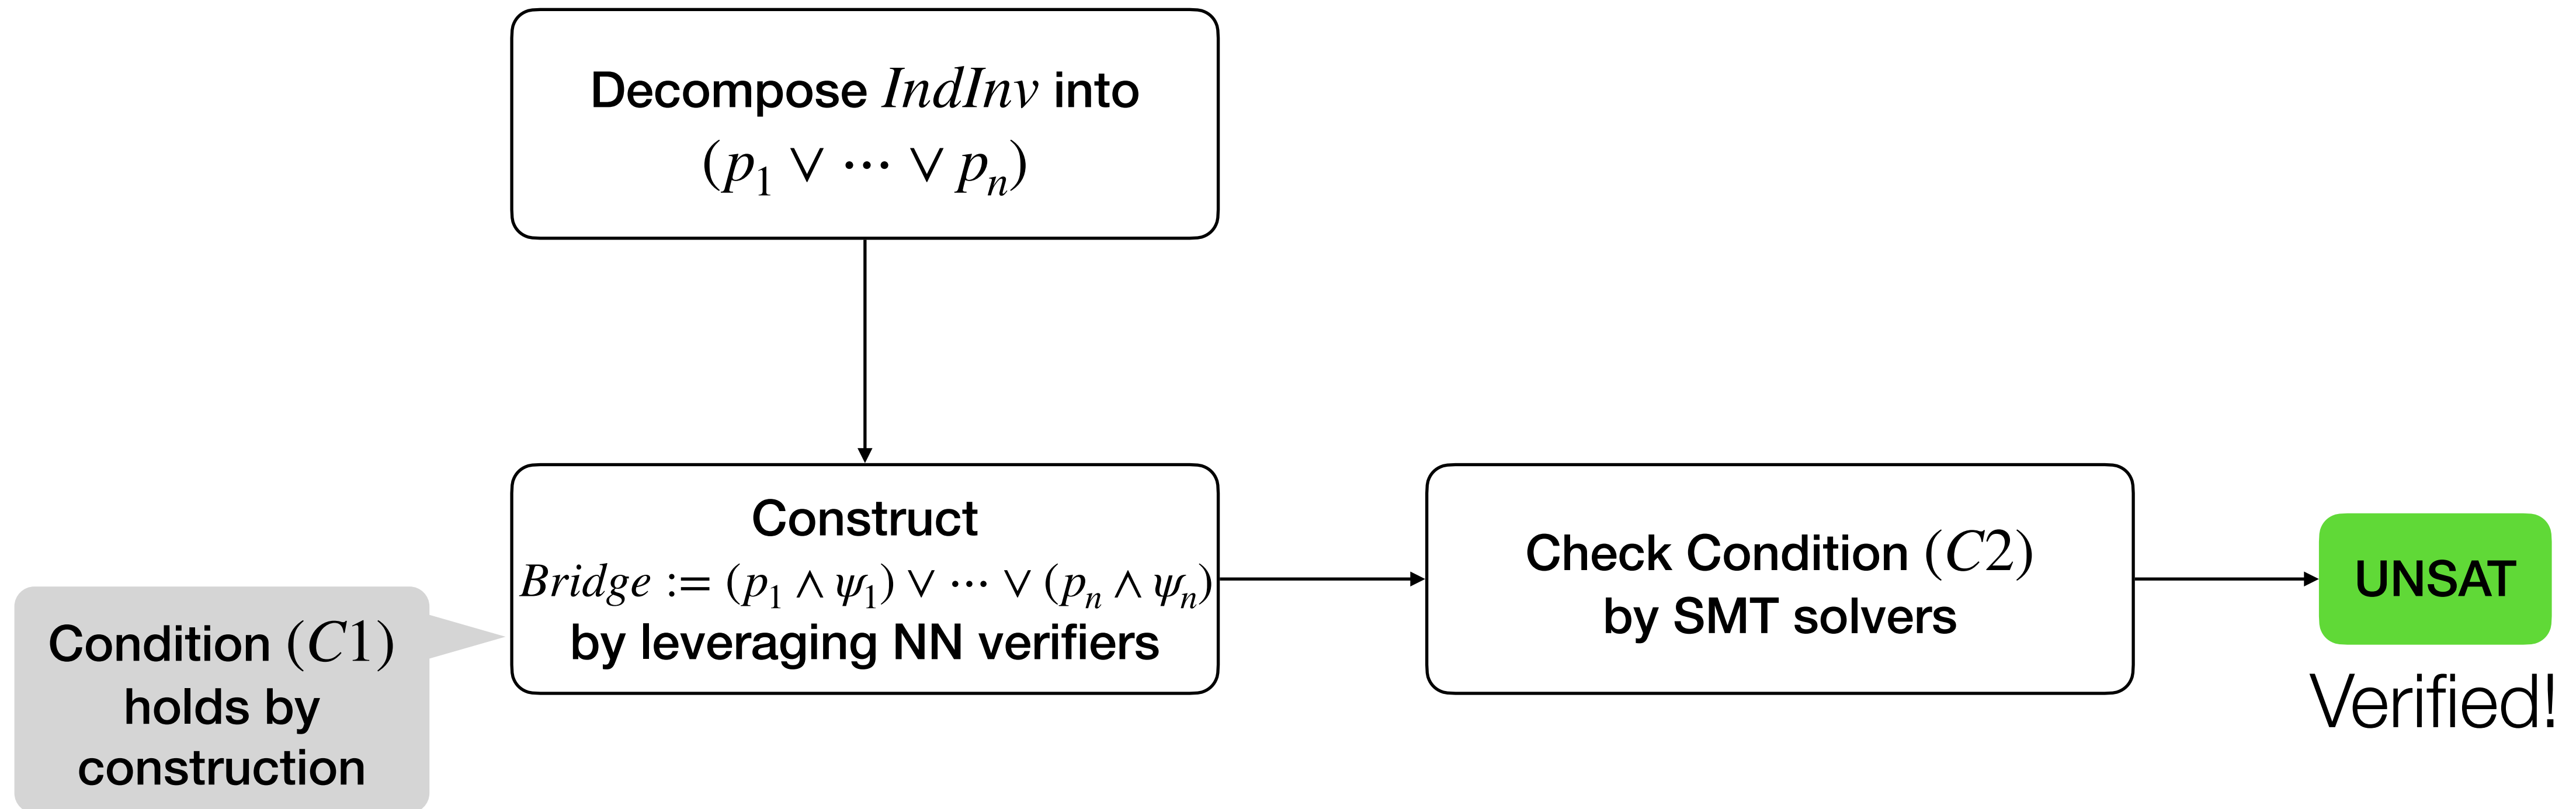 Decompose IndInv into
(p₁ ∨ ⋯ ∨ pₙ)
Construct
Bridge := (p₁ ∧ ψ₁) ∨ ⋯ ∨ (pₙ ∧ ψₙ)
by leveraging NN verifiers
Condition (C1)
holds by
construction
Check Condition (C2)
by SMT solvers
UNSAT
Verified!